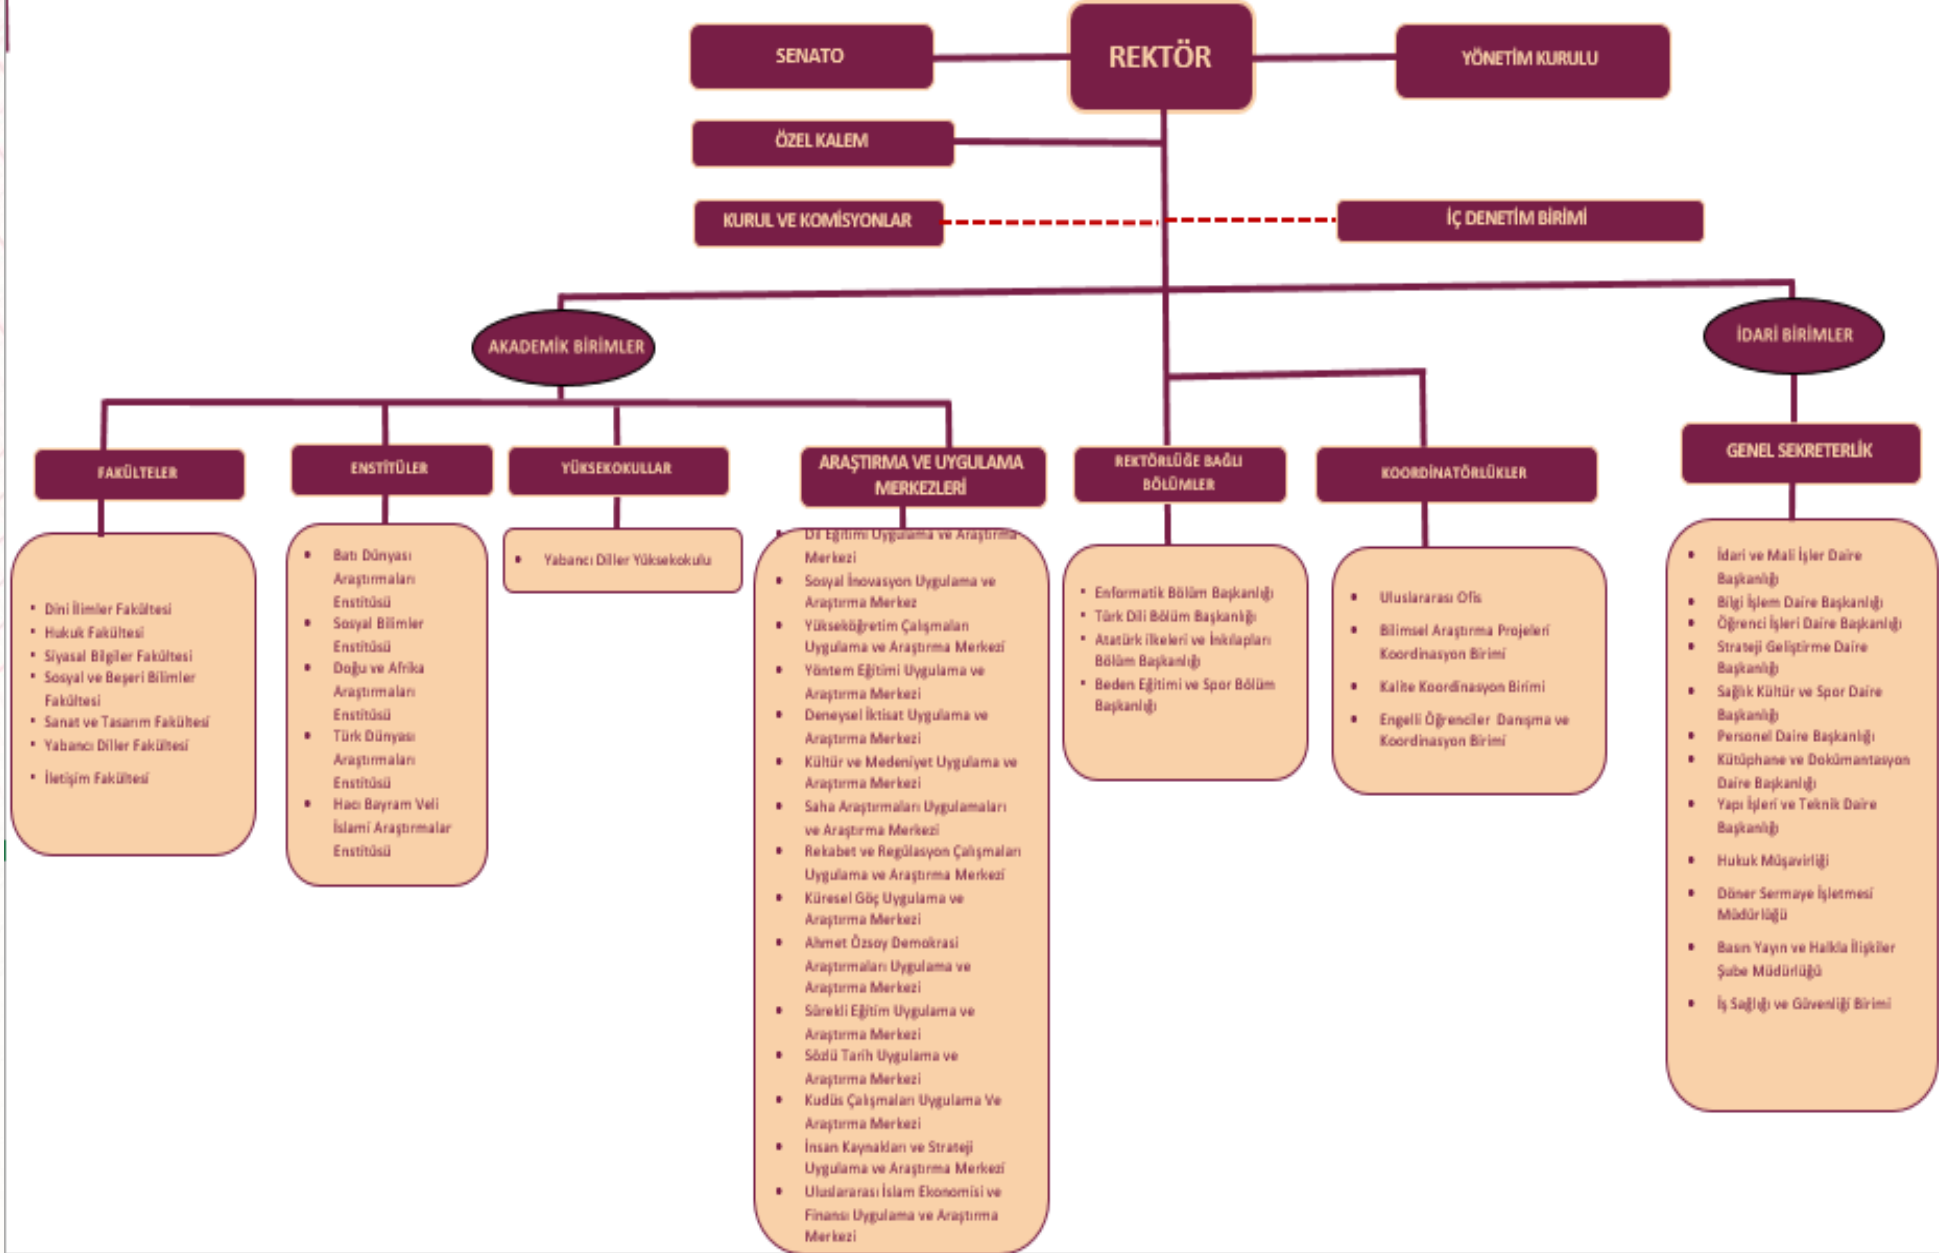 SENATO
REKTÖR
YÖNETİM KURULU
ÖZEL KALEM
KURUL VE KOMİSYONLAR
İÇ DENETİM BİRİMİ
AKADEMİK BİRİMLER
İDARİ BİRİMLER
FAKÜLTELER
Dini İlimler Fakültesi
Hukuk Fakültesi
Siyasal Bilgiler Fakültesi
Sosyal ve Beşeri Bilimler
Fakültesi
Sanat ve Tasarım Fakültesi
Yabancı Diller Fakültesi
İletişim Fakültesi
ENSTİTÜLER
Batı Dünyası
Araştırmaları
Enstitüsü
Sosyal Bilimler
Enstitüsü
Doğu ve Afrika
Araştırmaları
Enstitüsü
Türk Dünyası
Araştırmaları
Enstitüsü
Hacı Bayram Veli
İslami Araştırmalar
Enstitüsü
YÜKSEKOKULLAR
Yabancı Diller Yüksekokulu
ARAŞTIRMA VE UYGULAMA
MERKEZLERİ
Dil Eğitimi Uygulama ve Araştırma
Merkezi
Sosyal İnovasyon Uygulama ve
Araştırma Merkez
Yükseköğretim Çalışmaları
Uygulama ve Araştırma Merkezi
Yöntem Eğitimi Uygulama ve
Araştırma Merkezi
Deneysel İktisat Uygulama ve
Araştırma Merkezi
Kültür ve Medeniyet Uygulama ve
Araştırma Merkezi
Saha Araştırmaları Uygulamaları
ve Araştırma Merkezi
Rekabet ve Regülasyon Çalışmaları
Uygulama ve Araştırma Merkezi
Küresel Göç Uygulama ve
Araştırma Merkezi
Ahmet Özsoy Demokrasi
Araştırmaları Uygulama ve
Araştırma Merkezi
Sürekli Eğitim Uygulama ve
Araştırma Merkezi
Sözlü Tarih Uygulama ve
Araştırma Merkezi
Kudüs Çalışmaları Uygulama Ve
Araştırma Merkezi
İnsan Kaynakları ve Strateji
Uygulama ve Araştırma Merkezi
Uluslararası İslam Ekonomisi ve
Finansı Uygulama ve Araştırma
Merkezi
REKTÖRLÜĞE BAĞLI
BÖLÜMLER
Enformatik Bölüm Başkanlığı
Türk Dili Bölüm Başkanlığı
Atatürk ilkeleri ve İnkılapları
Bölüm Başkanlığı
Beden Eğitimi ve Spor Bölüm
Başkanlığı
KOORDİNATÖRLÜKLER
Uluslararası Ofis
Bilimsel Araştırma Projeleri
Koordinasyon Birimi
Kalite Koordinasyon Birimi
Engelli Öğrenciler Danışma ve
Koordinasyon Birimi
GENEL SEKRETERLİK
İdari ve Mali İşler Daire
Başkanlığı
Bilgi İşlem Daire Başkanlığı
Öğrenci İşleri Daire Başkanlığı
Strateji Geliştirme Daire
Başkanlığı
Sağlık Kültür ve Spor Daire
Başkanlığı
Personel Daire Başkanlığı
Kütüphane ve Dokümantasyon
Daire Başkanlığı
Yapı İşleri ve Teknik Daire
Başkanlığı
Hukuk Müşavirliği
Döner Sermaye İşletmesi
Müdürlüğü
Basın Yayın ve Halkla İlişkiler
Şube Müdürlüğü
İş Sağlığı ve Güvenliği Birimi